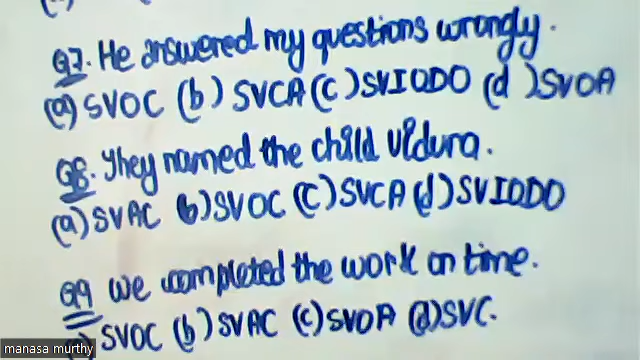 Q7. He answered my questions wrongly.
(a) SVOC (b) SVCA (c) SVIODO (d) SVOA
Q8. They named the child Vidura.
(a) SVAC (b) SVOC (c) SVCA (d) SVIODO
Q9 We completed the work on time.
SVOC (b) SVAC (c) SVOA (d) SVC.
manasa murthy